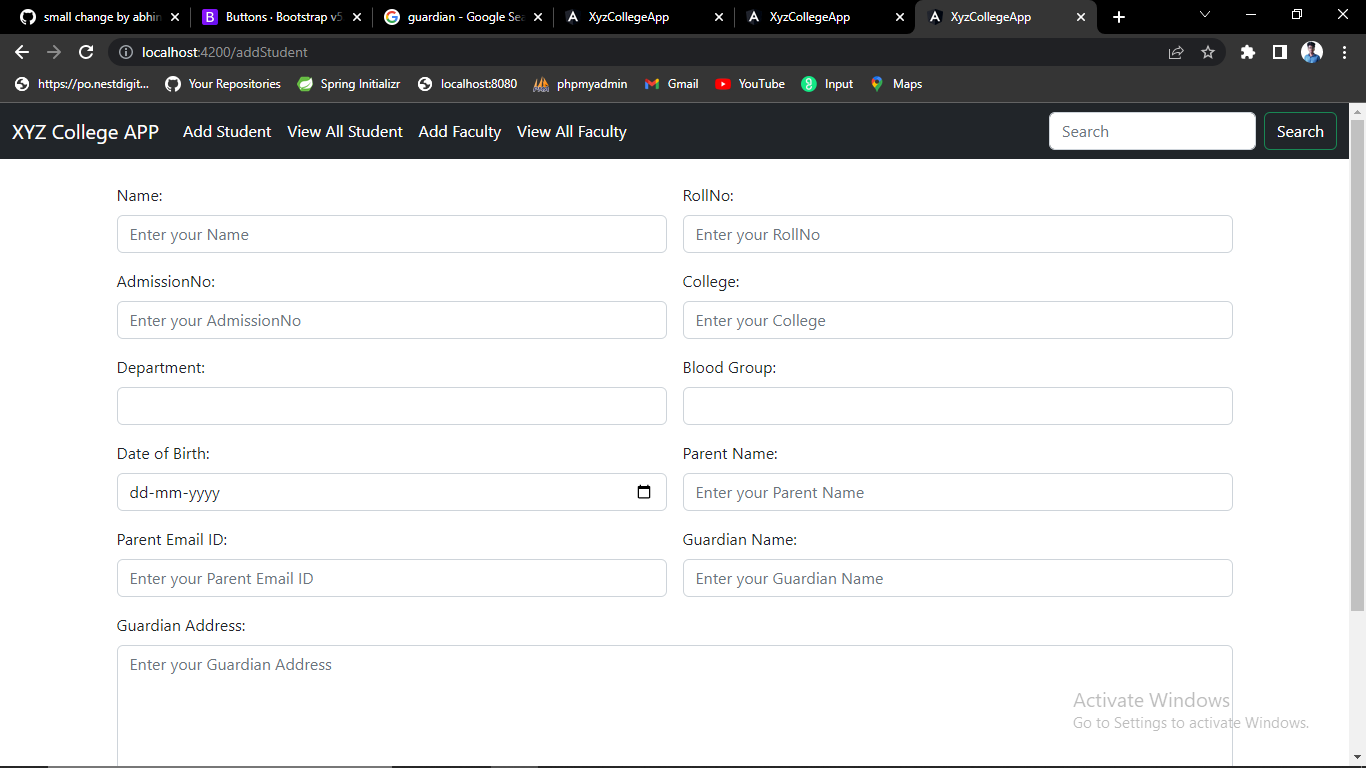 small change by abhin
Buttons · Bootstrap v5
guardian - Google Sea
XyzCollegeApp
XyzCollegeApp
XyzCollegeApp
localhost:4200/addStudent
https://po.nestdigit...
Your Repositories
Spring Initializr
localhost:8080
phpmyadmin
Gmail
YouTube
Input
Maps
XYZ College APP Add Student View All Student Add Faculty View All Faculty Search Search
Name: RollNo:
Enter your Name Enter your RollNo
AdmissionNo: College:
Enter your AdmissionNo Enter your College
Department: Blood Group:
Date of Birth: Parent Name:
dd-mm-yyyy Enter your Parent Name
Parent Email ID: Guardian Name:
Enter your Parent Email ID Enter your Guardian Name
Guardian Address:
Enter your Guardian Address
Activate Windows
Go to Settings to activate Windows.